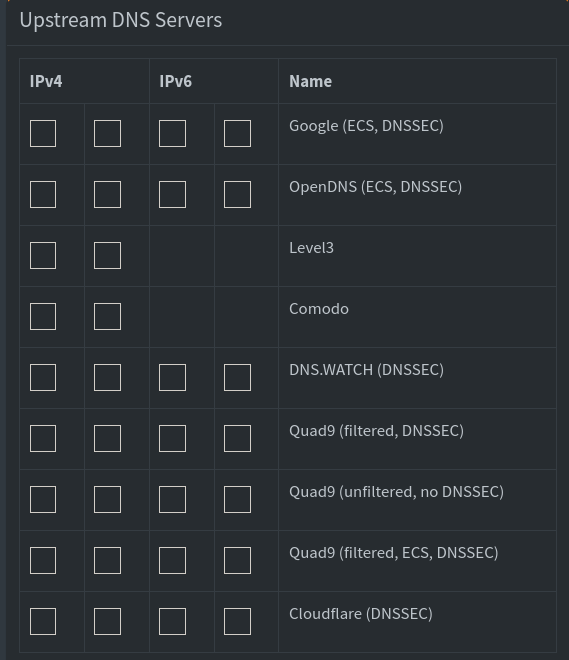 Upstream DNS Servers
IPv4 IPv6 Name
Google (ECS, DNSSEC)
OpenDNS (ECS, DNSSEC)
Level3
Comodo
DNS.WATCH (DNSSEC)
Quad9 (filtered, DNSSEC)
Quad9 (unfiltered, no DNSSEC)
Quad9 (filtered, ECS, DNSSEC)
Cloudflare (DNSSEC)